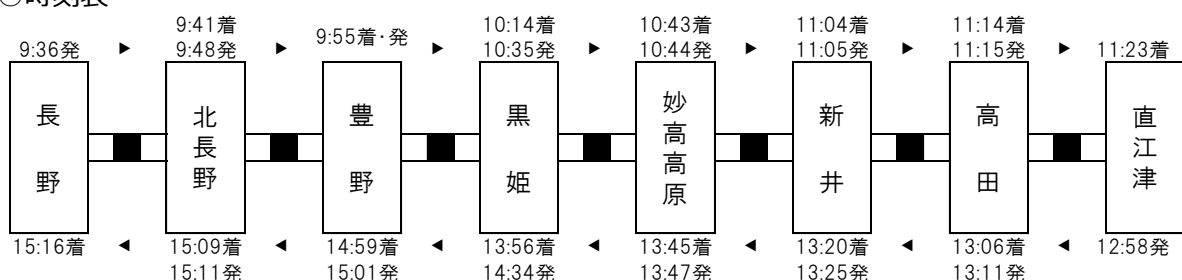 時刻表
9:36発 ▶ 9:41着 ▶ 9:55着・発 ▶ 10:14着 ▶ 10:43着 ▶ 11:04着 ▶ 11:14着 ▶ 11:23着
9:48発 10:35発 10:44発 11:05発 11:15発
長野 北長野 豊野 黒姫 妙高高原 新井 高田 直江津
15:16着 ◀ 15:09着 ◀ 14:59着 ◀ 13:56着 ◀ 13:45着 ◀ 13:20着 ◀ 13:06着 ◀ 12:58発
15:11発 15:01発 14:34発 13:47発 13:25発 13:11発